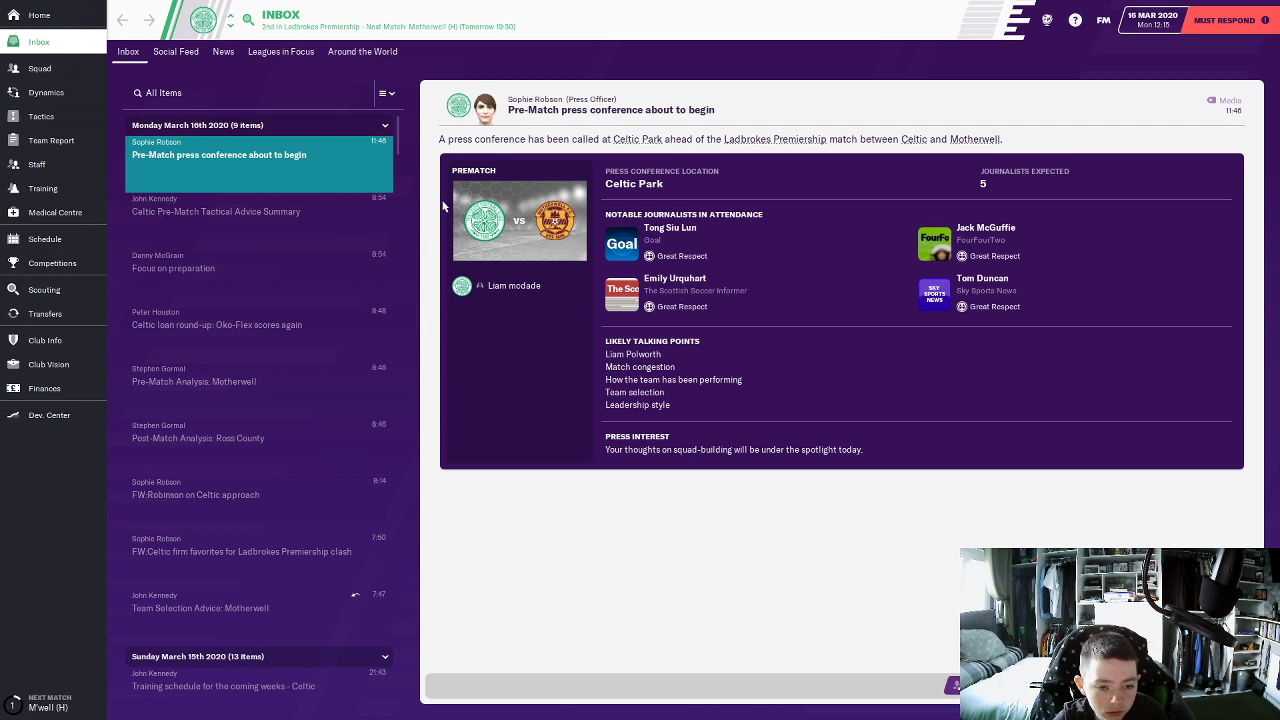 INBOX
2nd in Ladbrokes Premiership - Next Match: Motherwell (H) (Tomorrow 19:30)
?
FM
16 MAR 2020
Mon 12:15
MUST RESPOND
Inbox
Squad
Dynamics
Tactics
Team Report
Staff
Training
Medical Centre
Schedule
Competitions
Scouting
Transfers
Club Info
Club Vision
Finances
Dev. Center
1
NEXT MATCH
M'well (H)
Inbox Social Feed News Leagues in Focus Around the World
All Items
Monday March 16th 2020 (9 items)
Sophie Robson 11:46
Pre-Match press conference about to begin
John Kennedy 8:54
Celtic Pre-Match Tactical Advice Summary
Danny McGrain 8:54
Focus on preparation
Peter Houston 8:48
Celtic loan round-up: Oko-Flex scores again
Stephen Gormal 8:46
Pre-Match Analysis: Motherwell
Stephen Gormal 8:46
Post-Match Analysis: Ross County
Sophie Robson 8:14
FW:Robinson on Celtic approach
Sophie Robson 7:50
FW:Celtic firm favorites for Ladbrokes Premiership clash
John Kennedy 7:47
Team Selection Advice: Motherwell
Sunday March 15th 2020 (13 items)
John Kennedy 21:43
Training schedule for the coming weeks - Celtic
Sophie Robson (Press Officer)
Pre-Match press conference about to begin
Media
11:46
A press conference has been called at Celtic Park ahead of the Ladbrokes Premiership match between Celtic and Motherwell.
PREMATCH
VS
Liam mcdade
PRESS CONFERENCE LOCATION
Celtic Park
JOURNALISTS EXPECTED
5
NOTABLE JOURNALISTS IN ATTENDANCE
Goal
Tong Siu Lun
Goal
Great Respect
FourFo
Jack McGuffie
FourFourTwo
Great Respect
The Sco
Emily Urquhart
The Scottish Soccer Informer
Great Respect
SKY
SPORTS
NEWS
Tom Duncan
Sky Sports News
Great Respect
LIKELY TALKING POINTS
Liam Polworth
Match congestion
How the team has been performing
Team selection
Leadership style
PRESS INTEREST
Your thoughts on squad-building will be under the spotlight today.